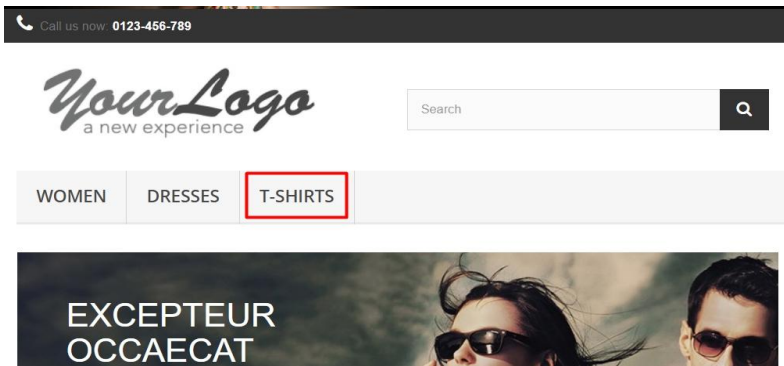 Call us now: 0123-456-789
YourLogo
a new experience
Search
WOMEN DRESSES T-SHIRTS
EXCEPTEUR
OCCAECAT